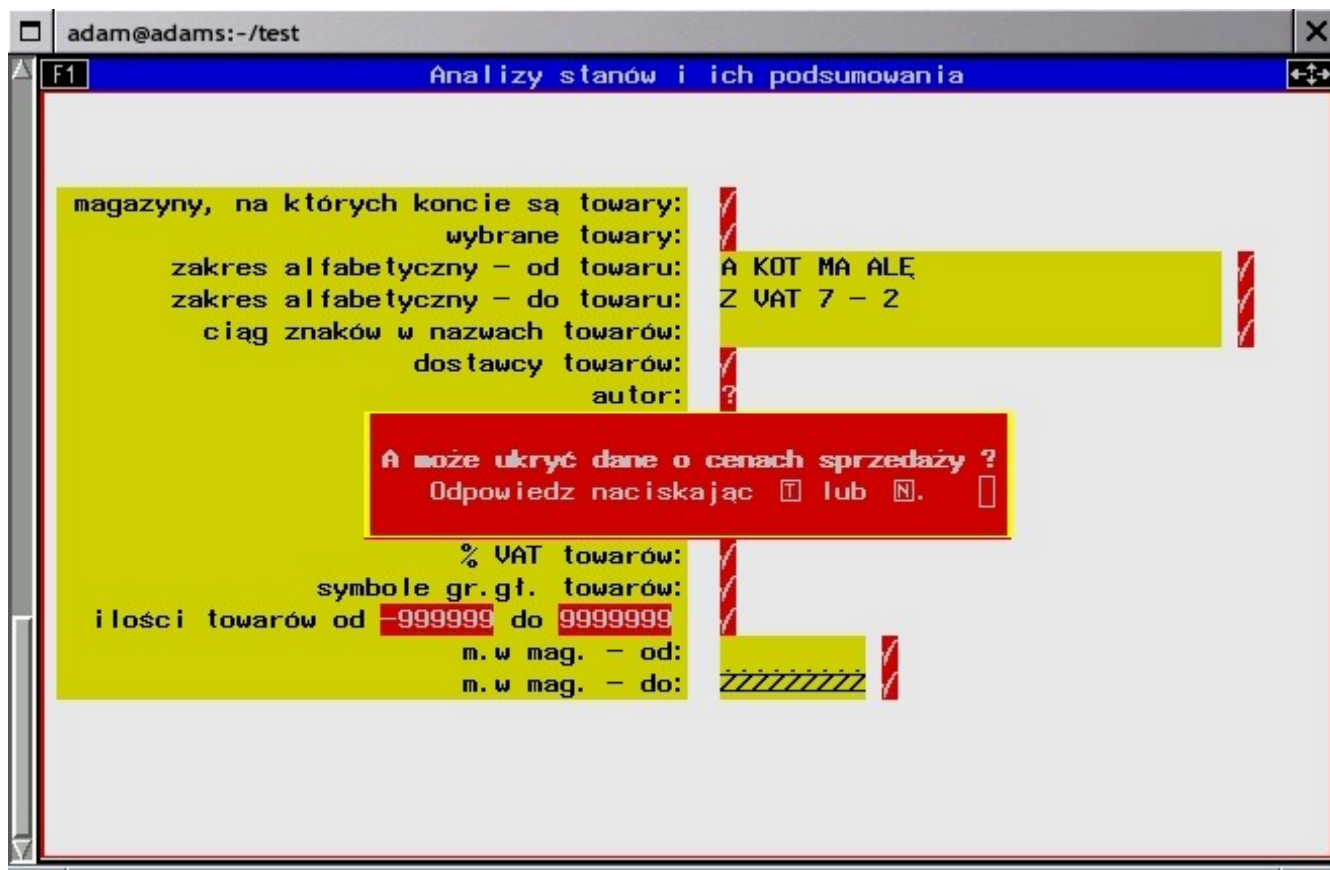 adam@adams:~/test
F1 Analizy stanów i ich podsumowania
magazyny, na których koncie są towary: /
wybrane towary: /
zakres alfabetyczny – od towaru: A KOT MA ALĘ /
zakres alfabetyczny – do towaru: Z VAT 7 – 2 /
ciąg znaków w nazwach towarów: /
dostawcy towarów: /
autor: ?
A może ukryć dane o cenach sprzedaży ?
Odpowiedz naciskając T lub N.
% VAT towarów: /
symbole gr.gł. towarów: /
ilości towarów od -999999 do 9999999 /
m.w mag. – od: /
m.w mag. – do: ŻŻŻŻŻŻŻŻŻ /